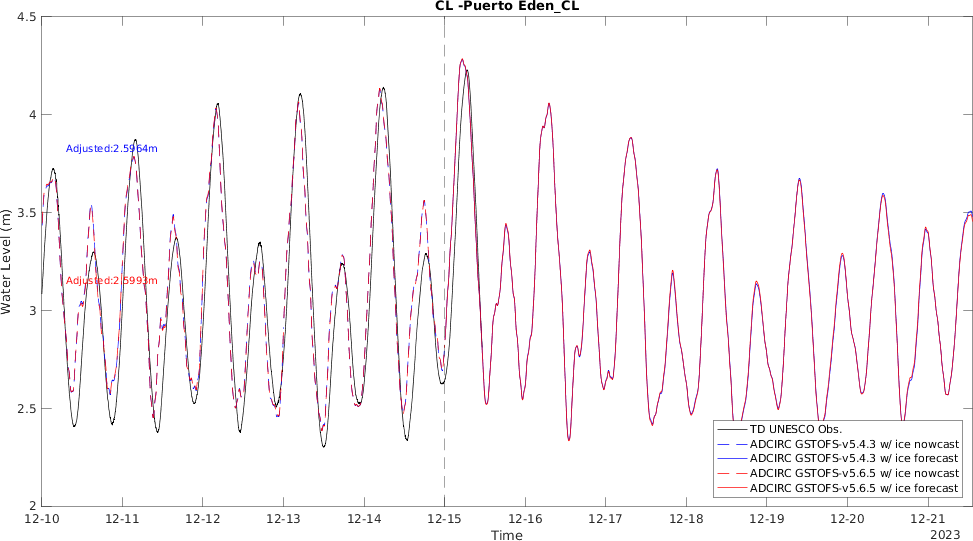 CL -Puerto Eden_CL
4.5
4
3.5
3
2.5
2
Water Level (m)
Adjusted:2.5964m
Adjusted:2.5993m
TD UNESCO Obs.
ADCIRC GSTOFS-v5.4.3 w/ ice nowcast
ADCIRC GSTOFS-v5.4.3 w/ ice forecast
ADCIRC GSTOFS-v5.6.5 w/ ice nowcast
ADCIRC GSTOFS-v5.6.5 w/ ice forecast
12-10 12-11 12-12 12-13 12-14 12-15 12-16 12-17 12-18 12-19 12-20 12-21
2023
Time